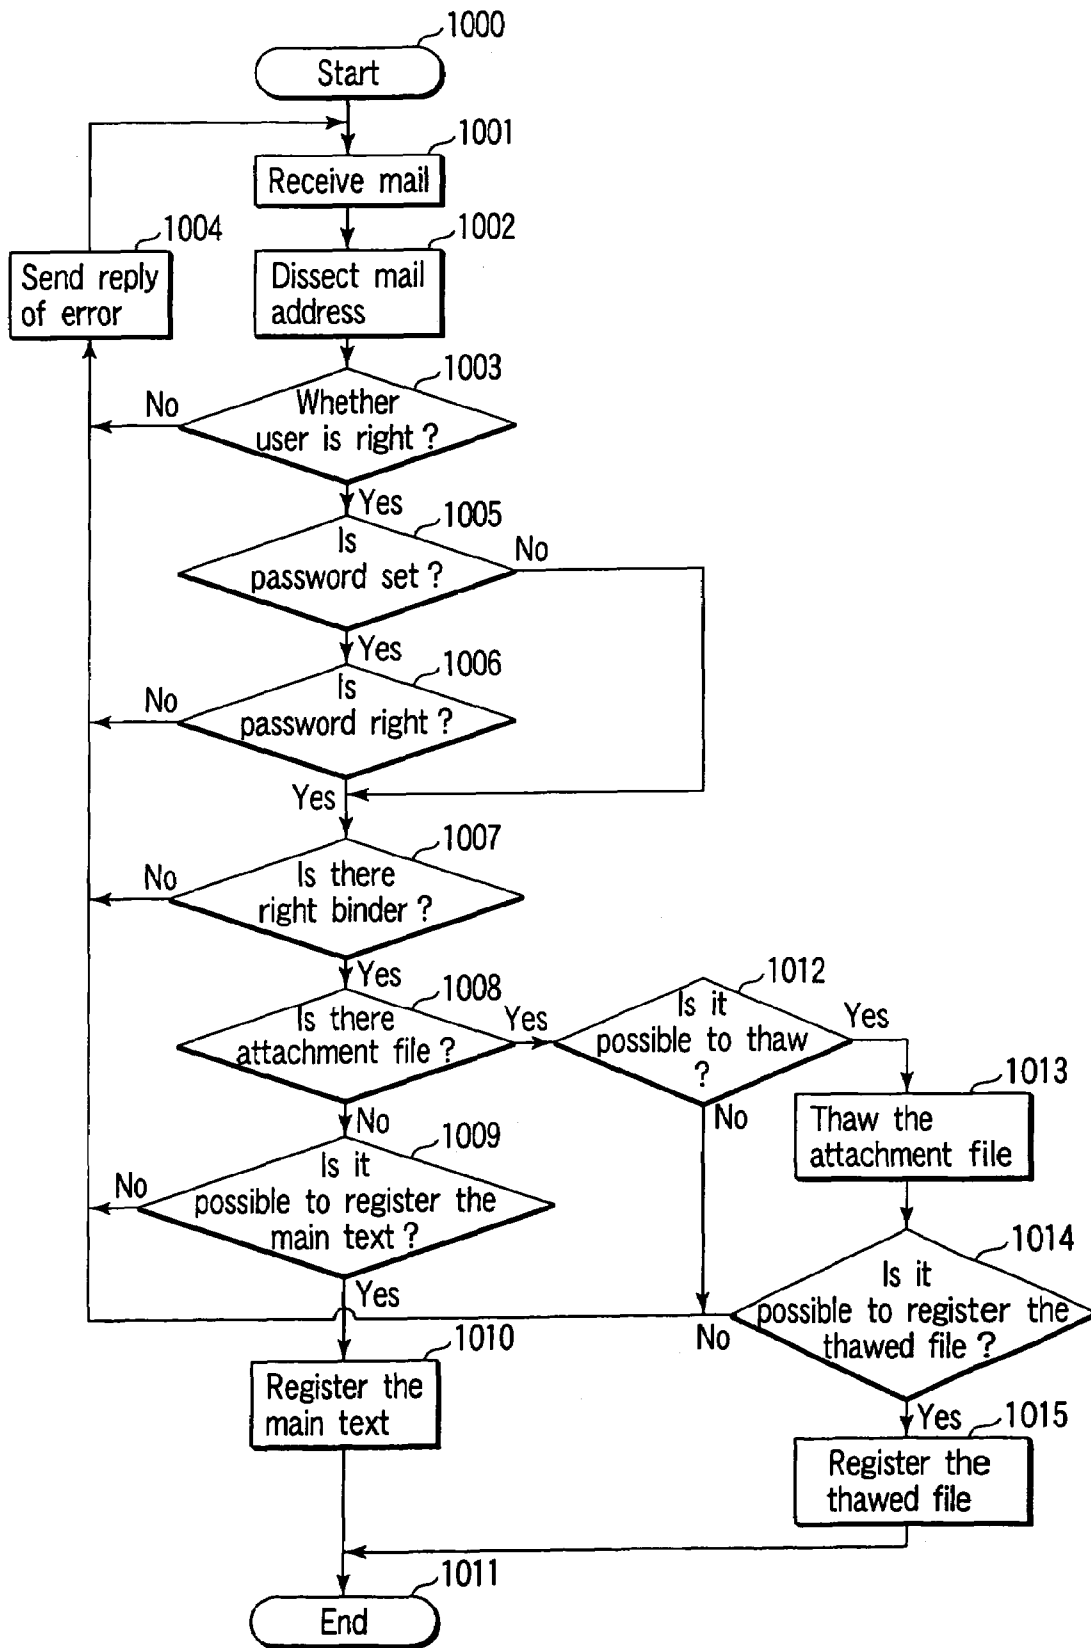 1000
Start
1001
Receive mail
1004
1002
Send reply
of error
Dissect mail
address
1003
No
Whether
user is right ?
Yes
1005
Is
password set ?
No
Yes
1006
No
Is
password right ?
Yes
1007
No
Is there
right binder ?
Yes
1008
Is there
attachment file ?
Yes
1012
Is it
possible to thaw
?
Yes
No
1013
Thaw the
attachment file
No
1009
No
Is it
possible to register the
main text ?
Yes
1014
Is it
possible to register the
thawed file ?
No
1010
Register the
main text
Yes
1015
Register the
thawed file
1011
End